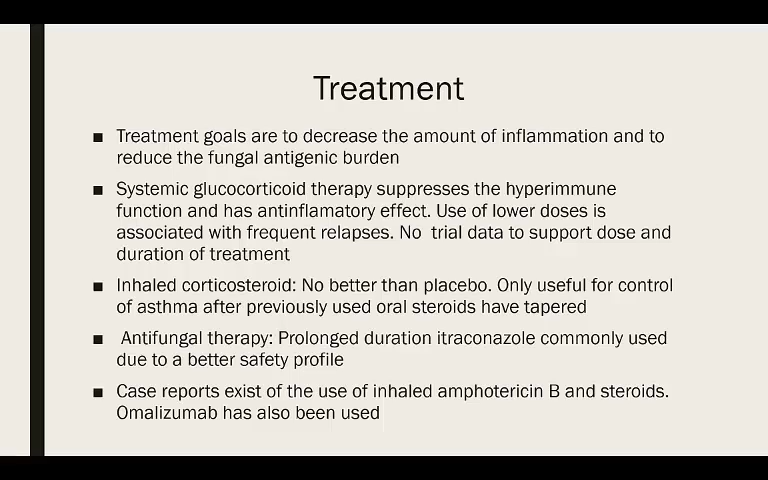 Treatment
■ Treatment goals are to decrease the amount of inflammation and to
reduce the fungal antigenic burden
■ Systemic glucocorticoid therapy suppresses the hyperimmune
function and has antinflamatory effect. Use of lower doses is
associated with frequent relapses. No  trial data to support dose and
duration of treatment
■ Inhaled corticosteroid: No better than placebo. Only useful for control
of asthma after previously used oral steroids have tapered
■ Antifungal therapy: Prolonged duration itraconazole commonly used
due to a better safety profile
■ Case reports exist of the use of inhaled amphotericin B and steroids.
Omalizumab has also been used